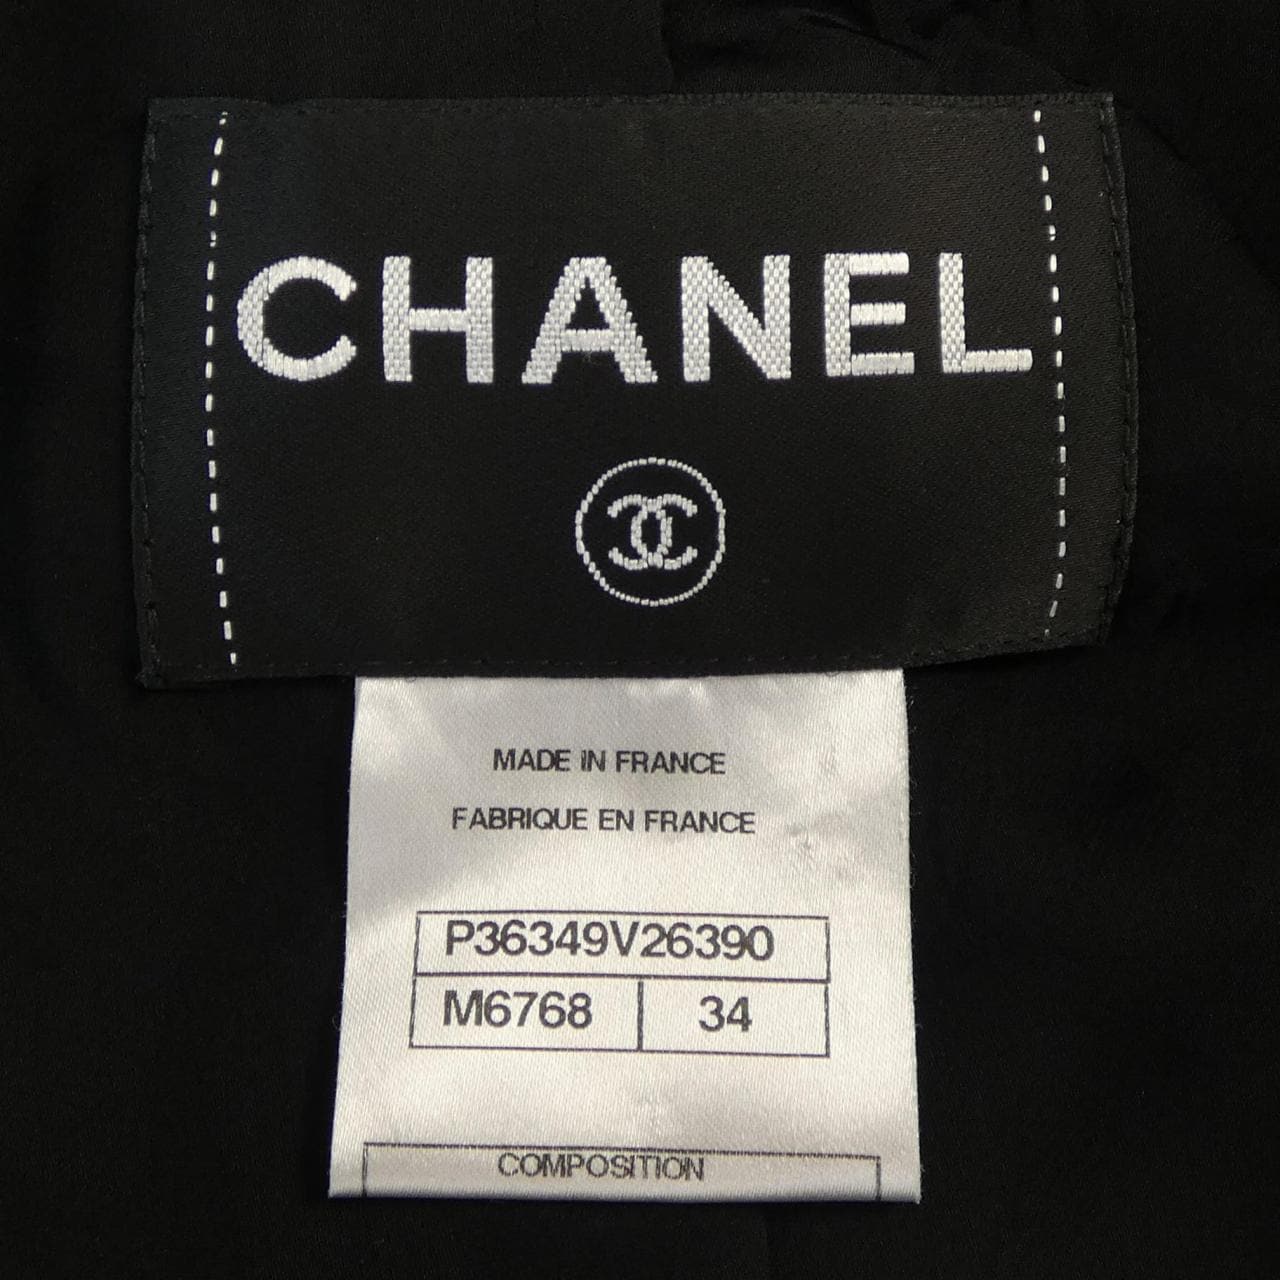 CHANEL
MADE IN FRANCE
FABRIQUE EN FRANCE
P36349V26390
M6768 34
COMPOSITION